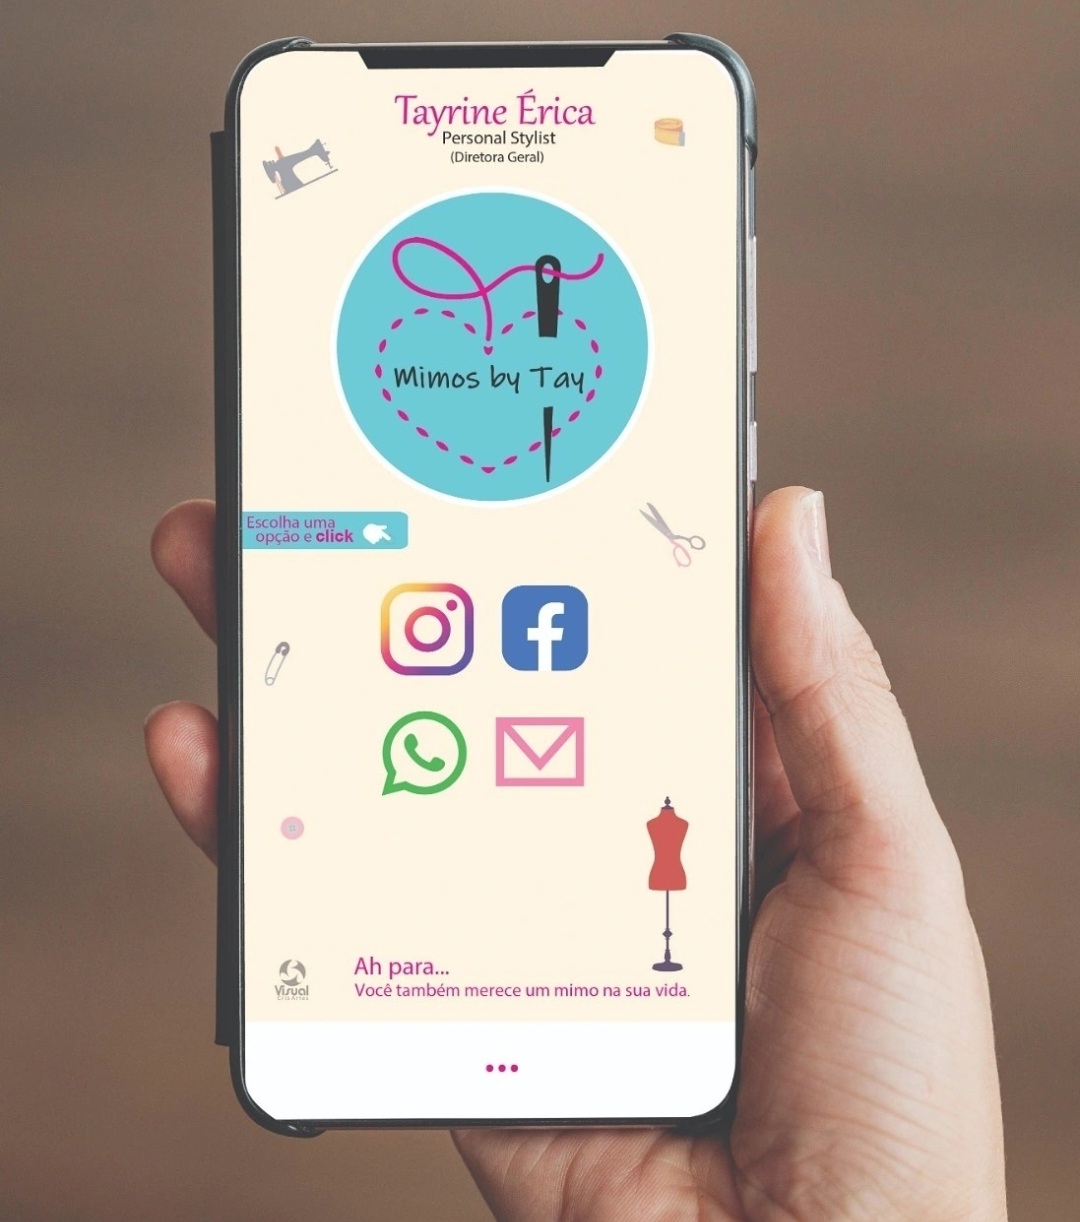 Tayrine Érica
Personal Stylist
(Diretora Geral)
Mimos by Tay
Escolha uma
opção e click
Ah para...
Você também merece um mimo na sua vida.
Visual
Cris Artes